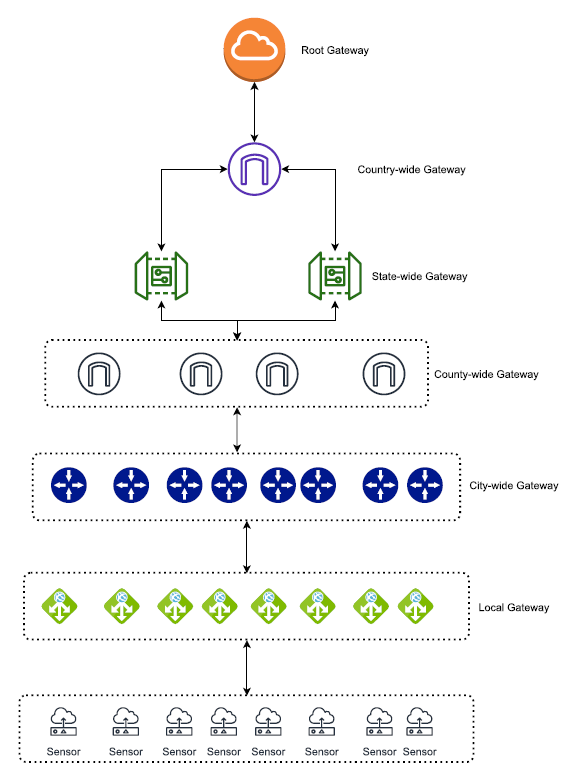 Root Gateway
Country-wide Gateway
State-wide Gateway
County-wide Gateway
City-wide Gateway
Local Gateway
Sensor Sensor Sensor Sensor Sensor Sensor Sensor Sensor